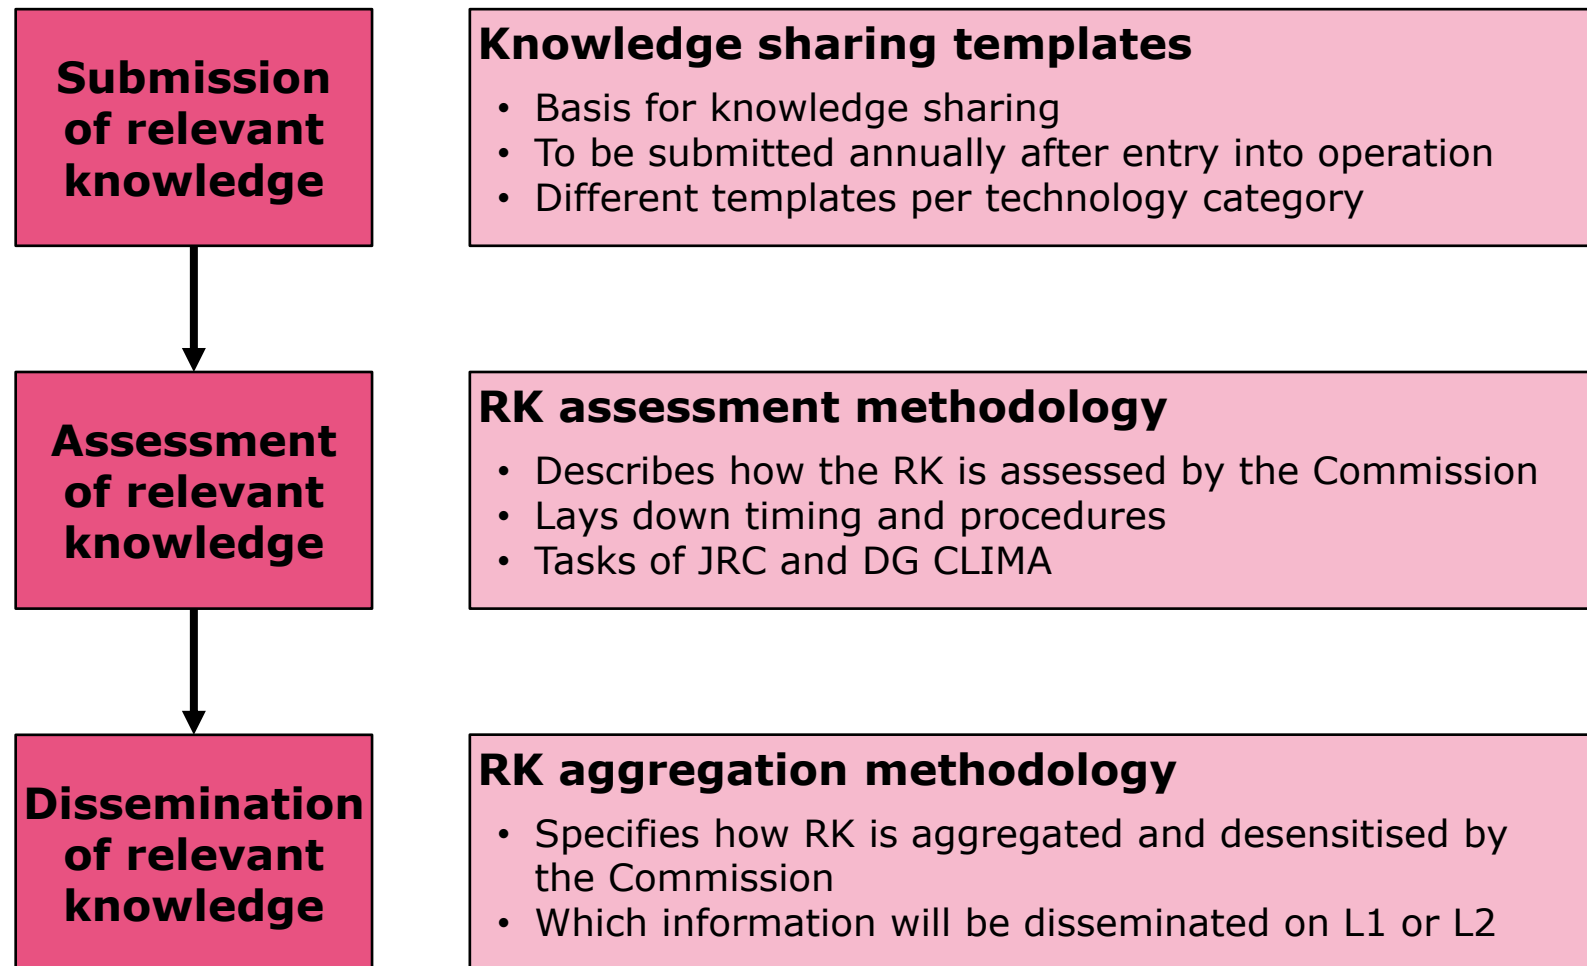 Submission
of relevant
knowledge
Knowledge sharing templates
• Basis for knowledge sharing
• To be submitted annually after entry into operation
• Different templates per technology category
Assessment
of relevant
knowledge
RK assessment methodology
• Describes how the RK is assessed by the Commission
• Lays down timing and procedures
• Tasks of JRC and DG CLIMA
Dissemination
of relevant
knowledge
RK aggregation methodology
• Specifies how RK is aggregated and desensitised by
the Commission
• Which information will be disseminated on L1 or L2